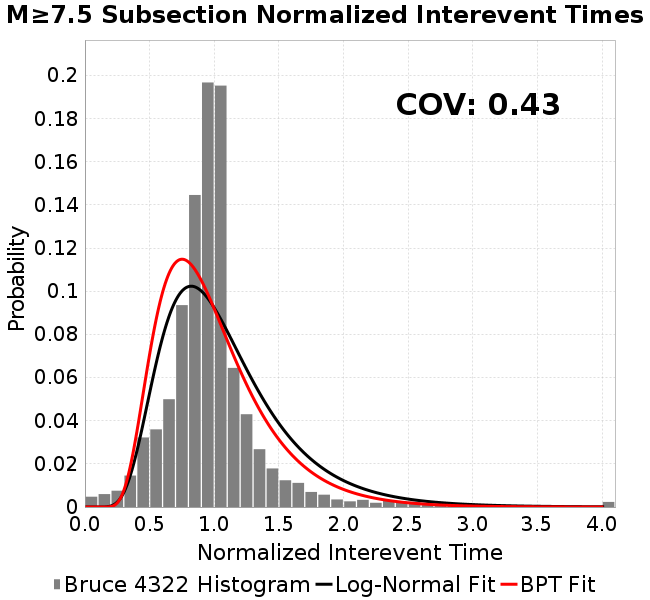 M≥7.5 Subsection Normalized Interevent Times
COV: 0.43
Probability
0.2
0.18
0.16
0.14
0.12
0.1
0.08
0.06
0.04
0.02
0
0.0 0.5 1.0 1.5 2.0 2.5 3.0 3.5 4.0
Normalized Interevent Time
Bruce 4322 Histogram Log-Normal Fit BPT Fit